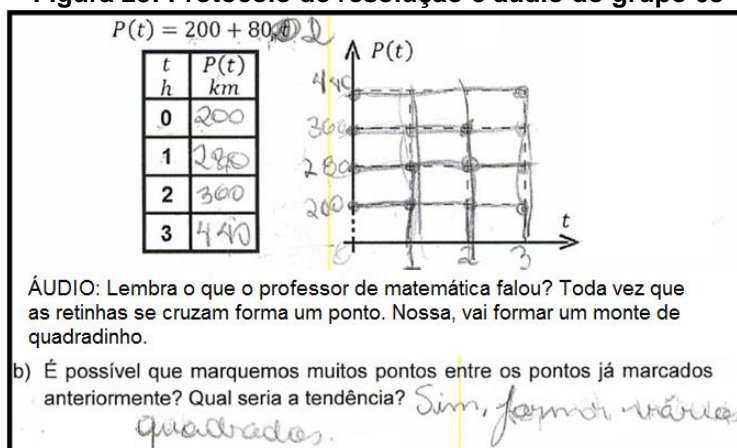 Figura 25: Protocolo de resolução e áudio do grupo 05
P(t) = 200 + 80.
t h | P(t) km
0 | 200
1 | 280
2 | 360
3 | 440
P(t)
440
360
280
200
t
0 1 2 3
ÁUDIO: Lembra o que o professor de matemática falou? Toda vez que
as retinhas se cruzam forma um ponto. Nossa, vai formar um monte de
quadradinho.
b) É possível que marquemos muitos pontos entre os pontos já marcados
anteriormente? Qual seria a tendência? Sim, formar várias
quadrados.